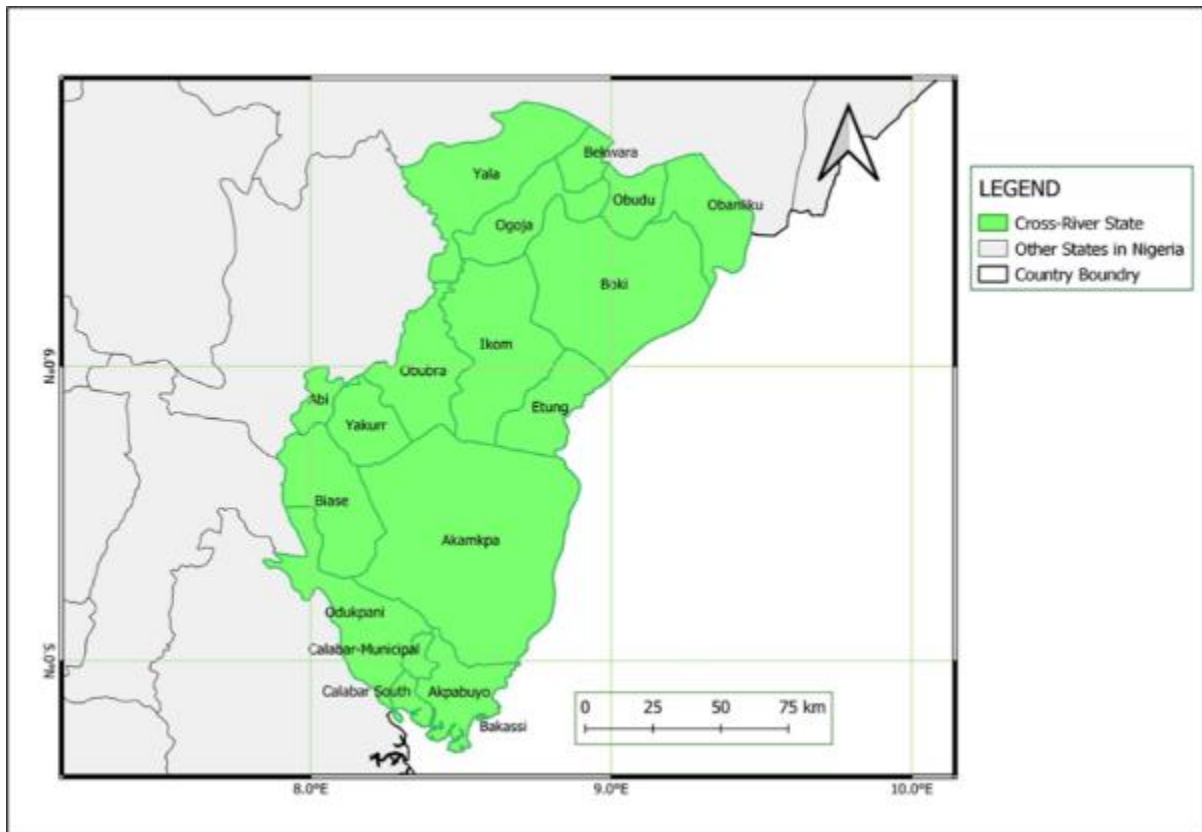 Bekwara
Yala
Obudu
Obanliku
Ogoja
Boki
Ikom
6.0°N
Obubra
Abi
Etung
Yakurr
Biase
Akamkpa
Odukpani
Calabar-Municipal
5.0°N
Calabar South
Akpabuyo
Bakassi
0 25 50 75 km
8.0°E 9.0°E 10.0°E
LEGEND
Cross-River State
Other States in Nigeria
Country Boundry